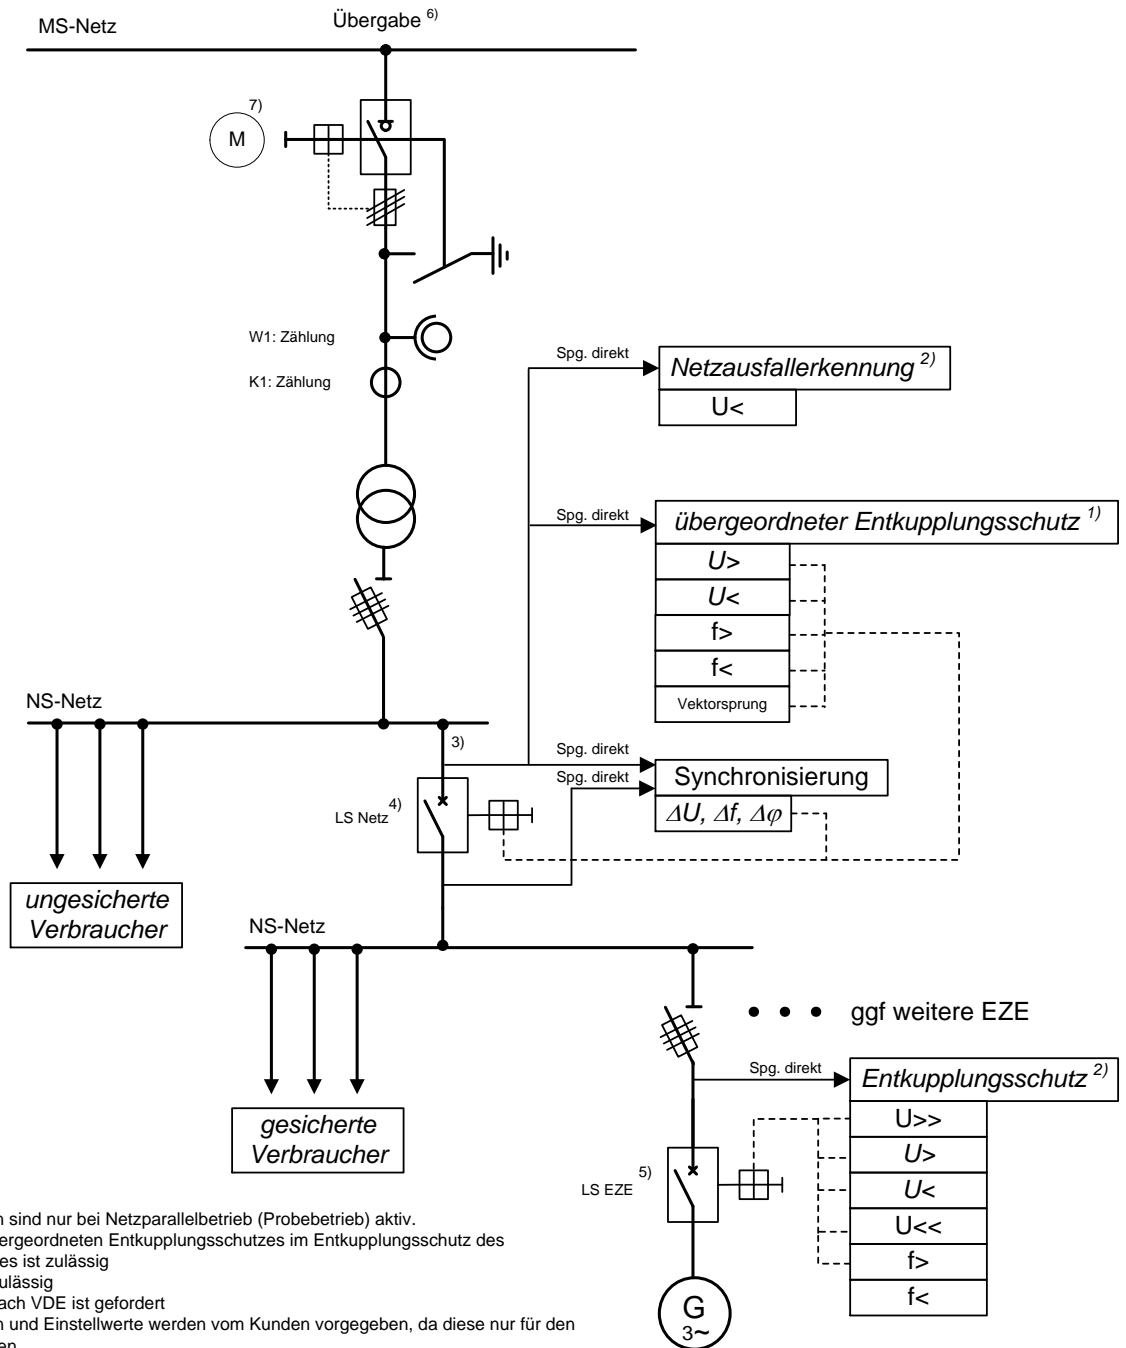 MS-Netz
Übergabe 6)
7)
M
W1: Zählung
K1: Zählung
Spg. direkt
Netzausfallerkennung 2)
U<
Spg. direkt
übergeordneter Entkupplungsschutz 1)
U>
U<
f>
f<
Vektorsprung
NS-Netz
3)
Spg. direkt
Spg. direkt
Synchronisierung
ΔU, Δf, Δφ
LS Netz 4)
ungesicherte
Verbraucher
NS-Netz
ggf weitere EZE
Spg. direkt
Entkupplungsschutz 2)
U>>
U>
U<
U<<
f>
f<
gesicherte
Verbraucher
5)
LS EZE
G
3~
n sind nur bei Netzparallelbetrieb (Probebetrieb) aktiv.
ergeordneten Entkupplungsschutzes im Entkupplungsschutz des
es ist zulässig
ulässig
ach VDE ist gefordert
n und Einstellwerte werden vom Kunden vorgegeben, da diese nur für den